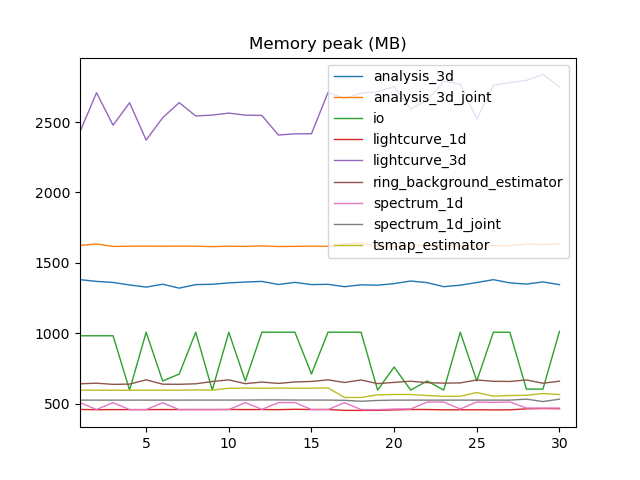 Memory peak (MB)
analysis_3d
analysis_3d_joint
io
lightcurve_1d
lightcurve_3d
ring_background_estimator
spectrum_1d
spectrum_1d_joint
tsmap_estimator
2500
2000
1500
1000
500
5 10 15 20 25 30